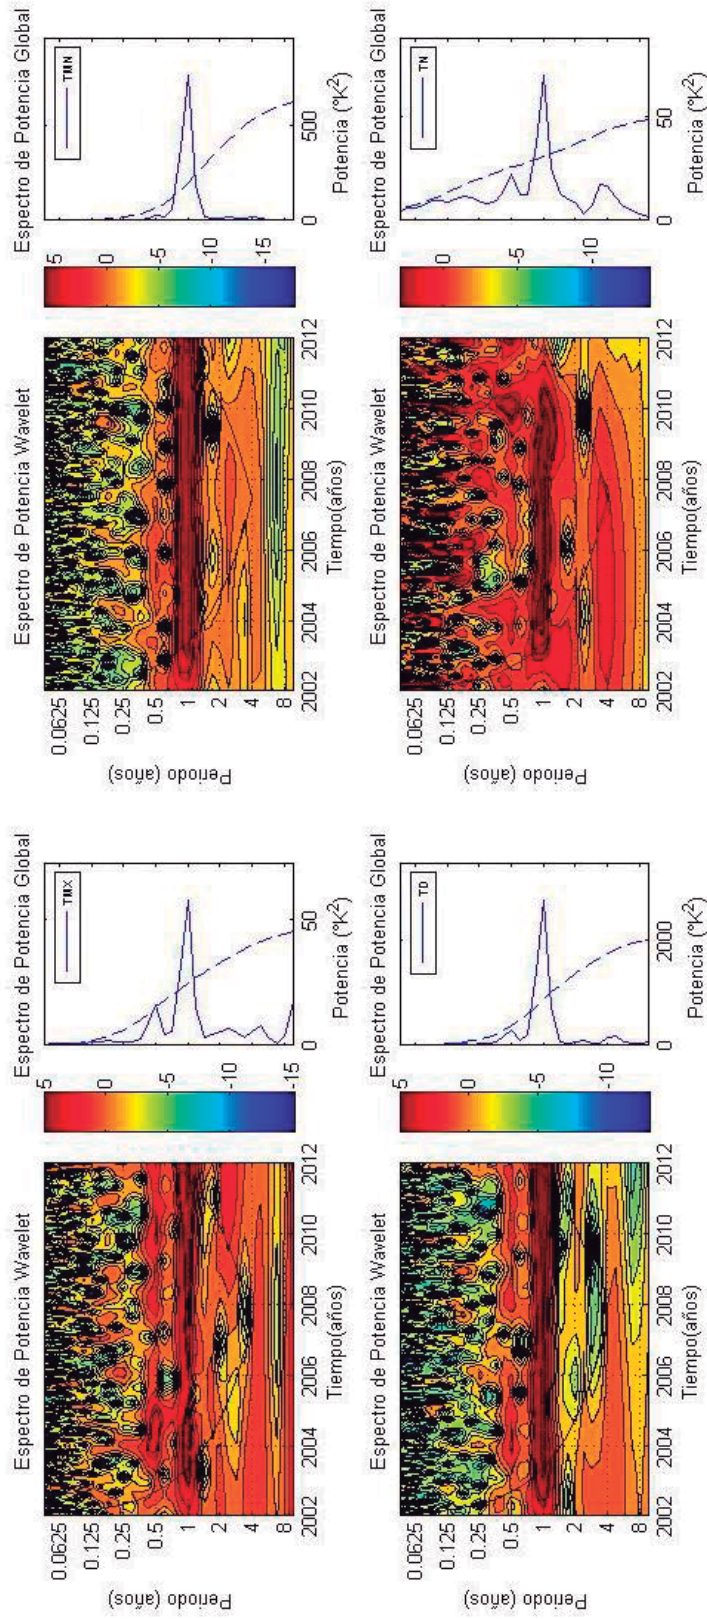 Espectro de Potencia Wavelet
Periodo (años)
0.0625
0.125
0.25
0.5
1
2
4
8
2002 2004 2006 2008 2010 2012
Tiempo(años)
5
0
-5
-10
-15
Espectro de Potencia Global
TMX
0 50
Potencia (°K²)
Espectro de Potencia Wavelet
Periodo (años)
0.0625
0.125
0.25
0.5
1
2
4
8
2002 2004 2006 2008 2010 2012
Tiempo(años)
5
0
-5
-10
-15
Espectro de Potencia Global
TMN
0 500
Potencia (°K²)
Espectro de Potencia Wavelet
Periodo (años)
0.0625
0.125
0.25
0.5
1
2
4
8
2002 2004 2006 2008 2010 2012
Tiempo(años)
5
0
-5
-10
Espectro de Potencia Global
TD
0 2000
Potencia (°K²)
Espectro de Potencia Wavelet
Periodo (años)
0.0625
0.125
0.25
0.5
1
2
4
8
2002 2004 2006 2008 2010 2012
Tiempo(años)
0
-5
-10
Espectro de Potencia Global
TN
0 50
Potencia (°K²)